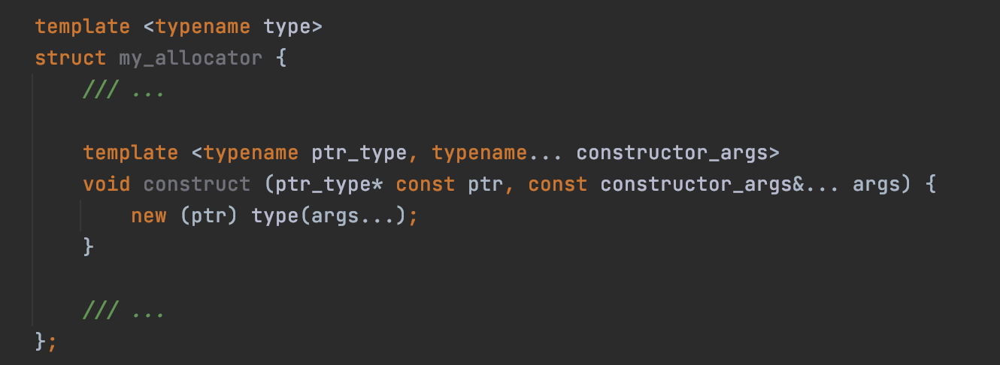 template <typename type>
struct my_allocator {
/// ...
template <typename ptr_type, typename... constructor_args>
void construct (ptr_type* const ptr, const constructor_args&... args) {
new (ptr) type(args...);
}
/// ...
};